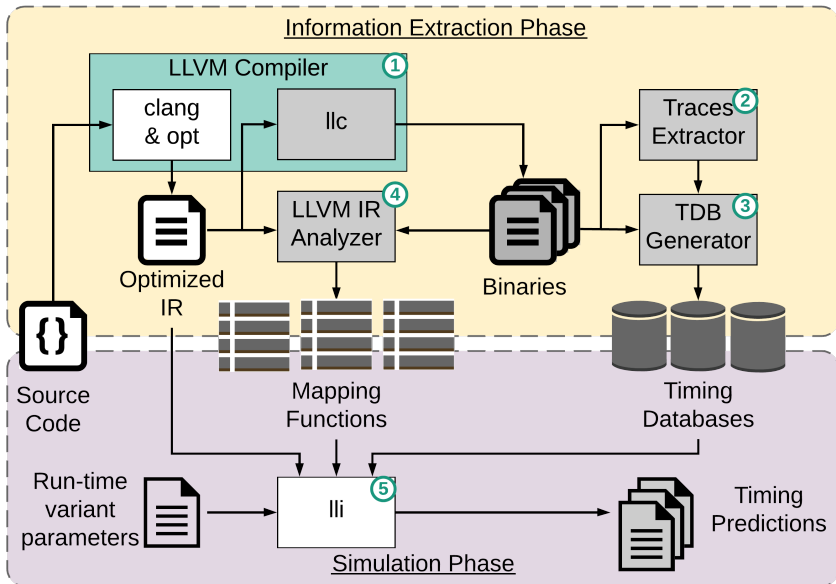 Information Extraction Phase
LLVM Compiler
1
clang
& opt
llc
Traces
Extractor
2
LLVM IR
Analyzer
4
TDB
Generator
3
Optimized
IR
Binaries
{}
Source
Code
Mapping
Functions
Timing
Databases
Run-time
variant
parameters
lli
5
Timing
Predictions
Simulation Phase